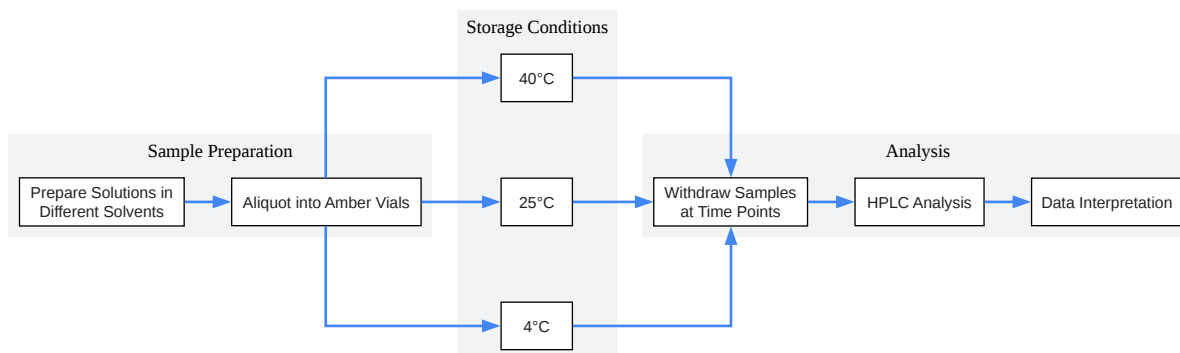 Storage Conditions
40°C
Sample Preparation
Analysis
Prepare Solutions in
Different Solvents
Aliquot into Amber Vials
25°C
Withdraw Samples
at Time Points
HPLC Analysis
Data Interpretation
4°C